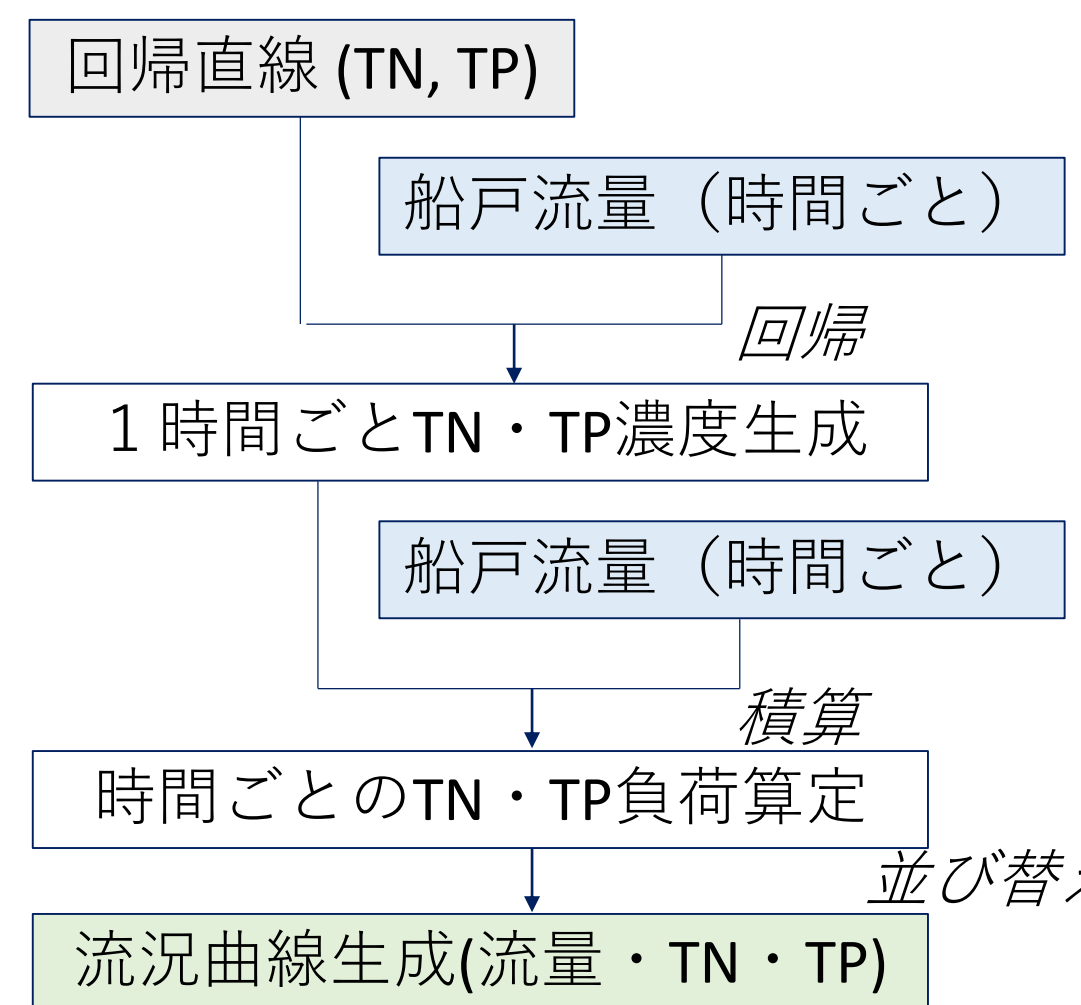 回帰直線 (TN, TP)
船戸流量（時間ごと）
回帰
１時間ごとTN・TP濃度生成
船戸流量（時間ごと）
積算
時間ごとのTN・TP負荷算定
並び替
流況曲線生成(流量・TN・TP)